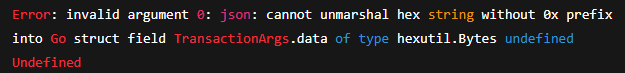 Error: invalid argument 0: json: cannot unmarshal hex string without 0x prefix
into Go struct field TransactionArgs.data of type hexutil.Bytes undefined
Undefined